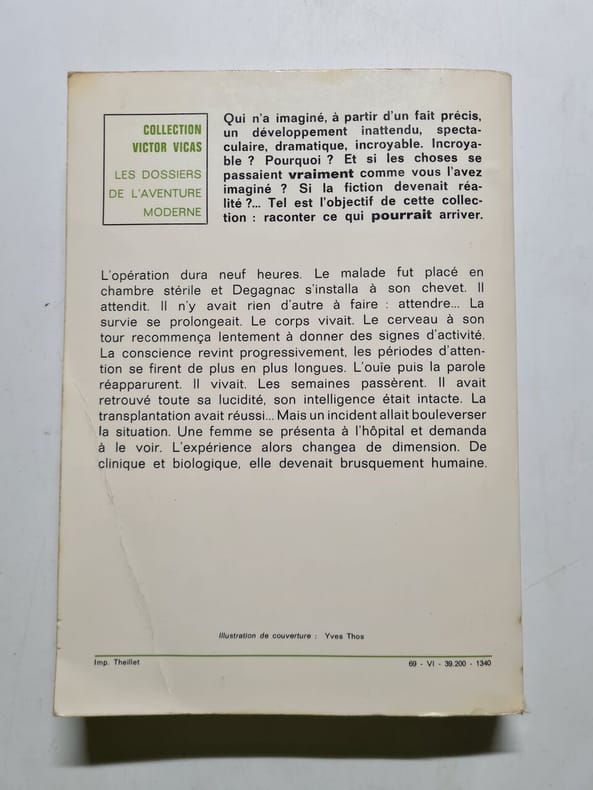 COLLECTION
VICTOR VICAS
LES DOSSIERS
DE L'AVENTURE
MODERNE
Qui n'a imaginé, à partir d'un fait précis,
un développement inattendu, specta-
culaire, dramatique, incroyable. Incroya-
ble ? Pourquoi ? Et si les choses se
passaient vraiment comme vous l'avez
imaginé ? Si la fiction devenait réa-
lité ?... Tel est l'objectif de cette collec-
tion : raconter ce qui pourrait arriver.
L'opération dura neuf heures. Le malade fut placé en
chambre stérile et Degagnac s'installa à son chevet. Il
attendit. Il n'y avait rien d'autre à faire : attendre... La
survie se prolongeait. Le corps vivait. Le cerveau à son
tour recommença lentement à donner des signes d'activité.
La conscience revint progressivement, les périodes d'atten-
tion se firent de plus en plus longues. L'ouïe puis la parole
réapparurent. Il vivait. Les semaines passèrent. Il avait
retrouvé toute sa lucidité, son intelligence était intacte. La
transplantation avait réussi... Mais un incident allait bouleverser
la situation. Une femme se présenta à l'hôpital et demanda
à le voir. L'expérience alors changea de dimension. De
clinique et biologique, elle devenait brusquement humaine.
Illustration de couverture : Yves Thos
Imp. Theillet
69 - VI - 39.200 - 1340